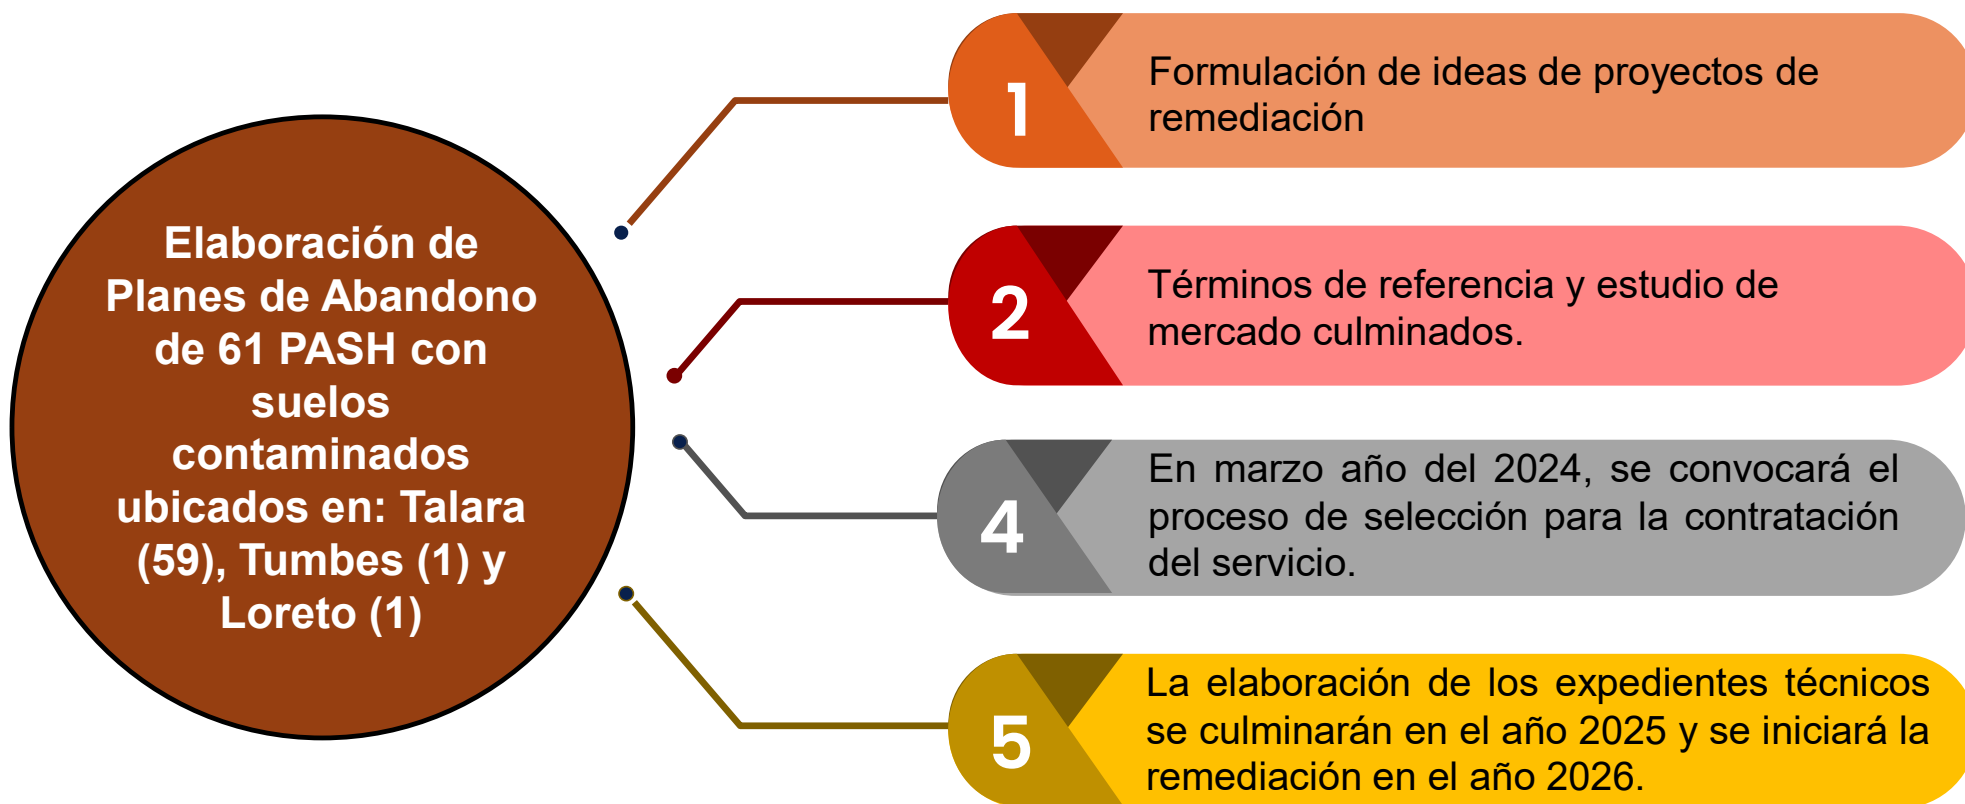 Elaboración de
Planes de Abandono
de 61 PASH con
suelos
contaminados
ubicados en: Talara
(59), Tumbes (1) y
Loreto (1)
1
Formulación de ideas de proyectos de
remediación
2
Términos de referencia y estudio de
mercado culminados.
4
En marzo año del 2024, se convocará el
proceso de selección para la contratación
del servicio.
5
La elaboración de los expedientes técnicos
se culminarán en el año 2025 y se iniciará la
remediación en el año 2026.